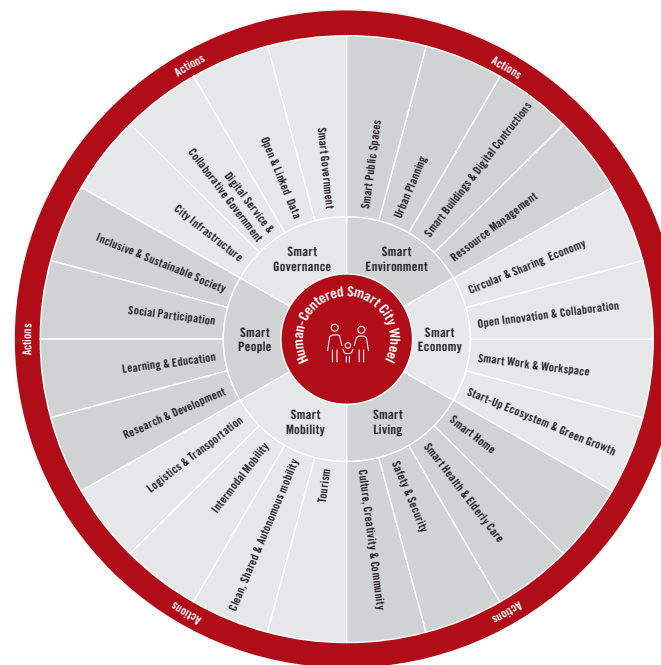 Actions
Actions
Actions
Actions
Actions
Human-Centered Smart City Wheel
Smart
Environment
Smart Public Spaces
Urban Planning
Smart Buildings & Digital Contructions
Ressource Management
Smart
Economy
Circular & Sharing Economy
Open Innovation & Collaboration
Smart Work & Workspace
Start-Up Ecosystem & Green Growth
Smart
Living
Smart Home
Smart Health & Elderly Care
Safety & Security
Culture, Creativity & Community
Smart
Mobility
Tourism
Clean, Shared & Autonomous mobility
Intermodal Mobility
Logistics & Transportation
Smart
People
Research & Development
Learning & Education
Social Participation
Inclusive & Sustainable Society
Smart
Governance
City Infrastructure
Digital Service &
Collaborative Government
Open & Linked Data
Smart Government